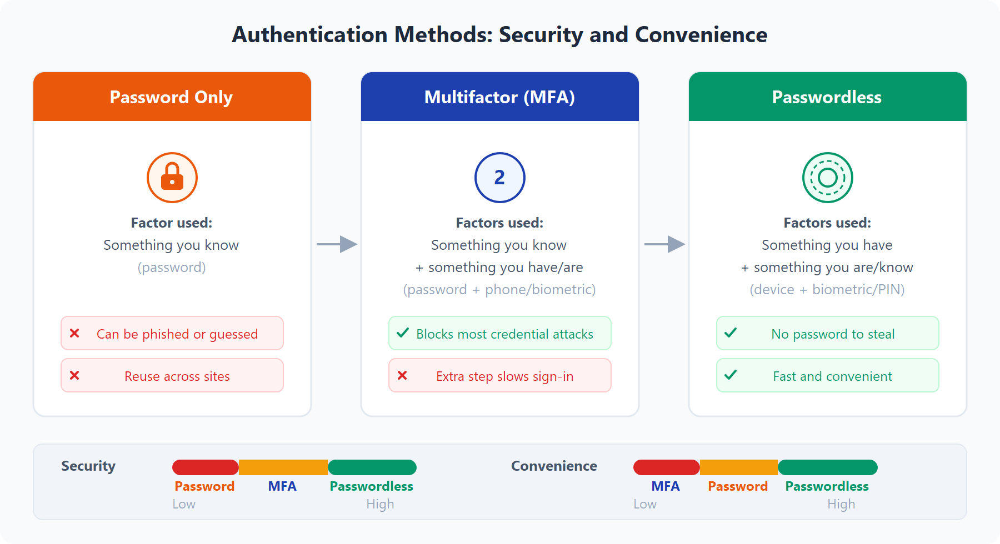 Authentication Methods: Security and Convenience
Password Only
Factor used:
Something you know
(password)
Can be phished or guessed
Reuse across sites
Multifactor (MFA)
2
Factors used:
Something you know
+ something you have/are
(password + phone/biometric)
Blocks most credential attacks
Extra step slows sign-in
Passwordless
Factors used:
Something you have
+ something you are/know
(device + biometric/PIN)
No password to steal
Fast and convenient
Security
Password MFA Passwordless
Low High
Convenience
MFA Password Passwordless
Low High